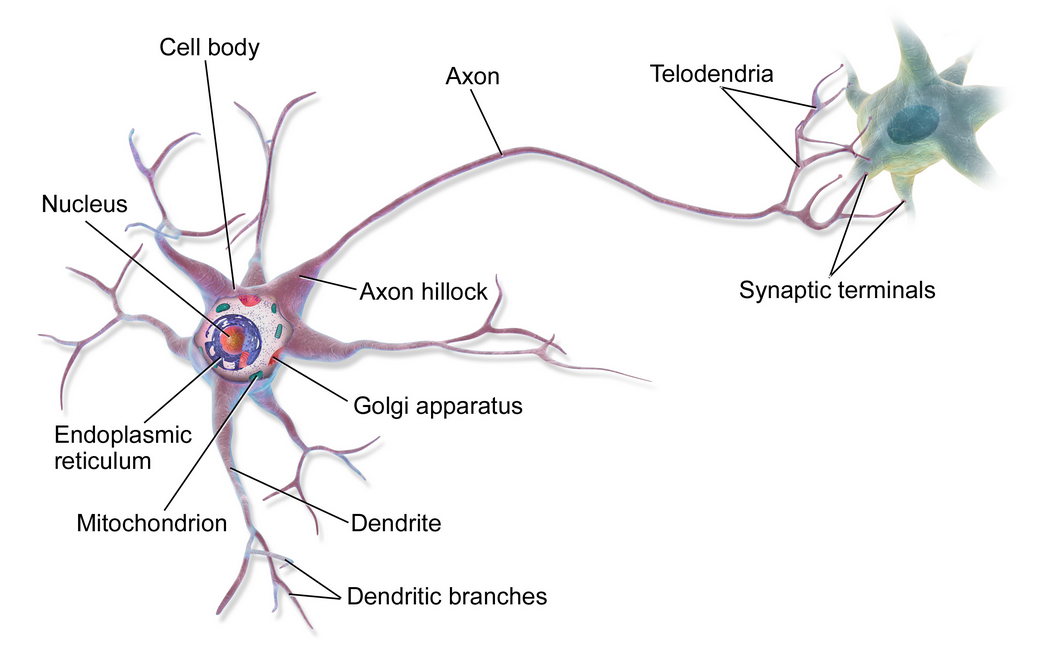 Cell body
Axon
Telodendria
Nucleus
Axon hillock
Synaptic terminals
Golgi apparatus
Endoplasmic
reticulum
Mitochondrion
Dendrite
Dendritic branches